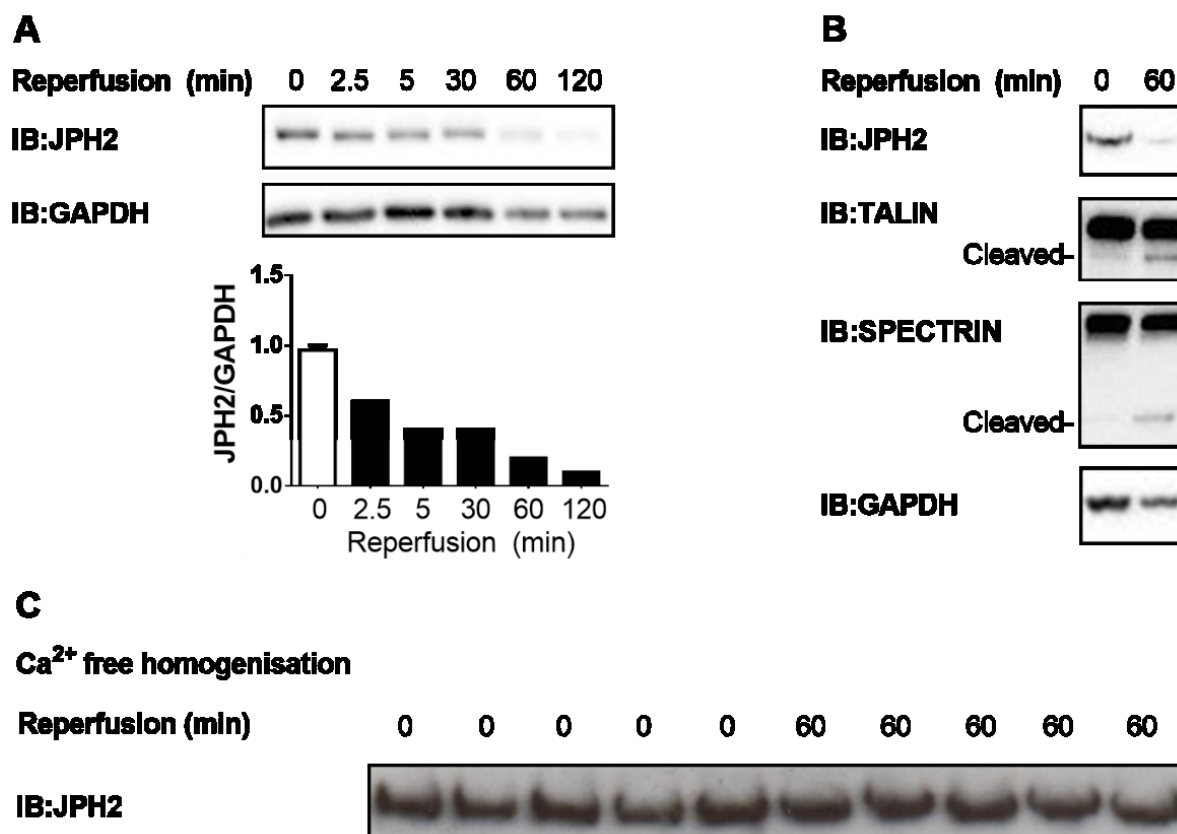 A
Reperfusion (min) 0 2.5 5 30 60 120
IB:JPH2
IB:GAPDH
1.5
1.0
0.5
0.0
JPH2/GAPDH
0 2.5 5 30 60 120
Reperfusion (min)
B
Reperfusion (min) 0 60
IB:JPH2
IB:TALIN
Cleaved-
IB:SPECTRIN
Cleaved-
IB:GAPDH
C
Ca²⁺ free homogenisation
Reperfusion (min) 0 0 0 0 0 60 60 60 60 60
IB:JPH2